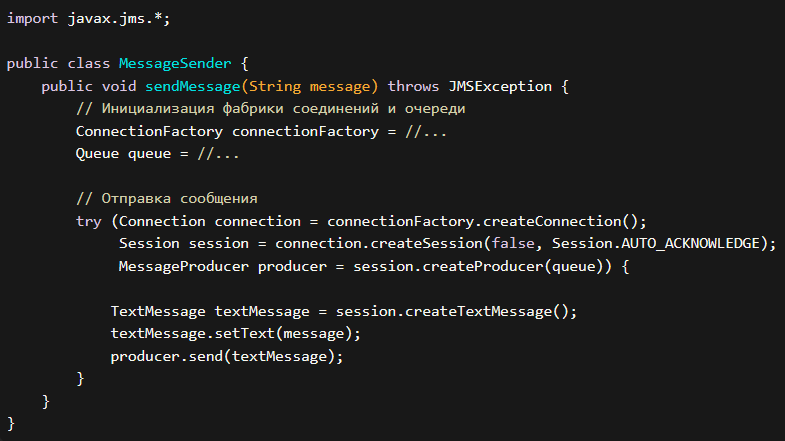 import javax.jms.*;

public class MessageSender {
    public void sendMessage(String message) throws JMSException {
        // Инициализация фабрики соединений и очереди
        ConnectionFactory connectionFactory = //...
        Queue queue = //...

        // Отправка сообщения
        try (Connection connection = connectionFactory.createConnection();
             Session session = connection.createSession(false, Session.AUTO_ACKNOWLEDGE);
             MessageProducer producer = session.createProducer(queue)) {

            TextMessage textMessage = session.createTextMessage();
            textMessage.setText(message);
            producer.send(textMessage);
        }
    }
}